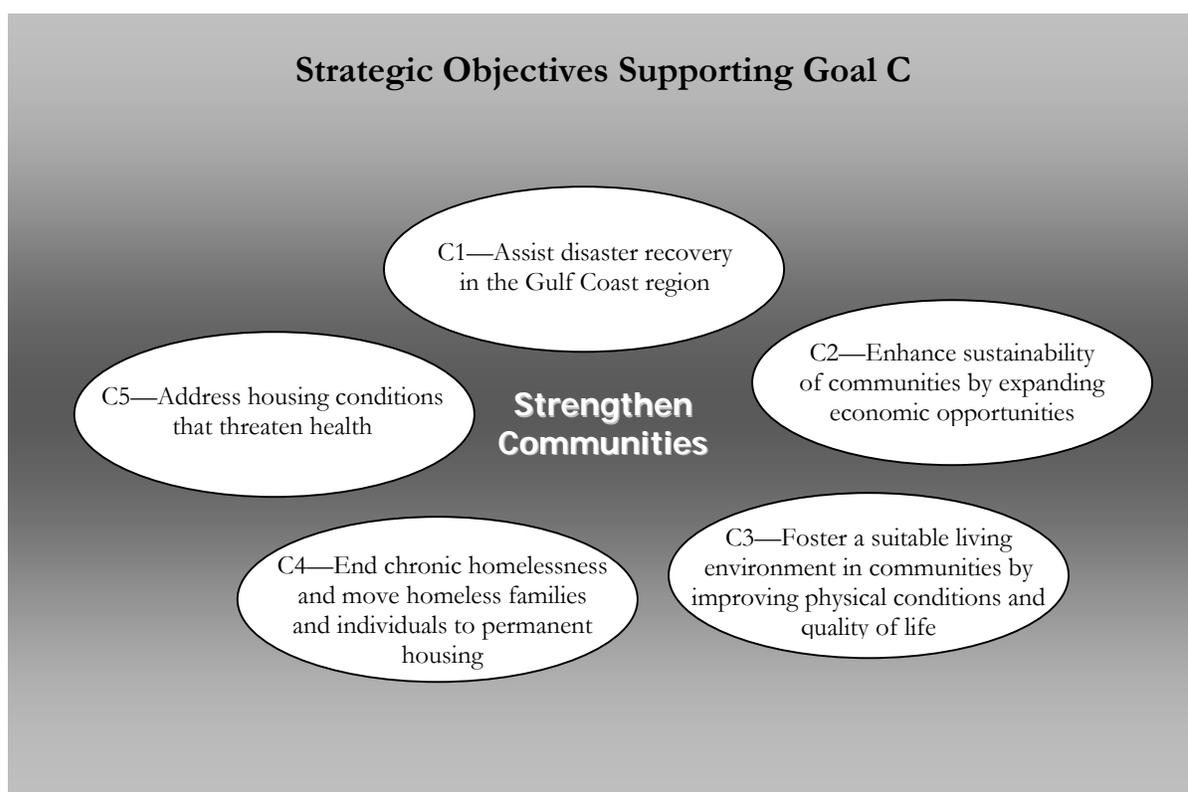 Strategic Objectives Supporting Goal C
C1—Assist disaster recovery
in the Gulf Coast region
C2—Enhance sustainability
of communities by expanding
economic opportunities
C3—Foster a suitable living
environment in communities by
improving physical conditions and
quality of life
C4—End chronic homelessness
and move homeless families
and individuals to permanent
housing
C5—Address housing conditions
that threaten health
Strengthen
Communities